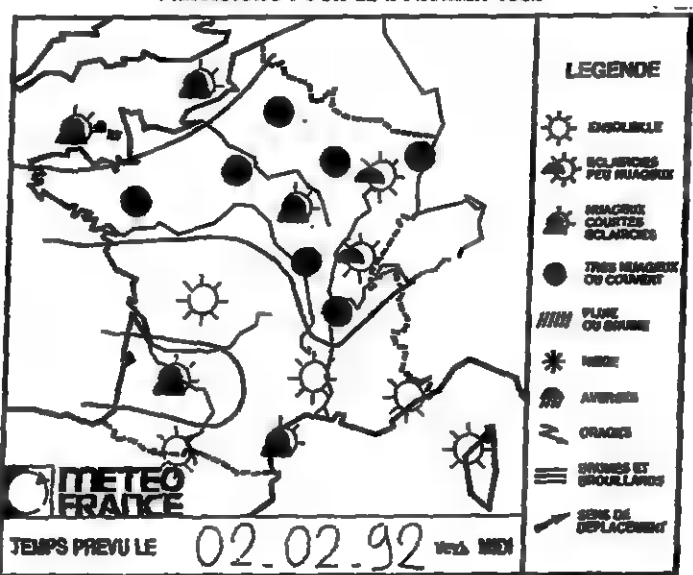 LEGENDE
ENSOLEILLE
ECLAIRCIES
PEU NUAGEUX
NUAGEUX
COURTES
ECLAIRCIES
TRES NUAGEUX
OU COUVERT
PLUIE
OU BRUINE
NEIGE
AVERSES
ORAGES
BRUMES ET
BROUILLARDS
SENS DE
DEPLACEMENT
METEO
FRANCE
TEMPS PREVU LE 02.02.92 vers MIDI